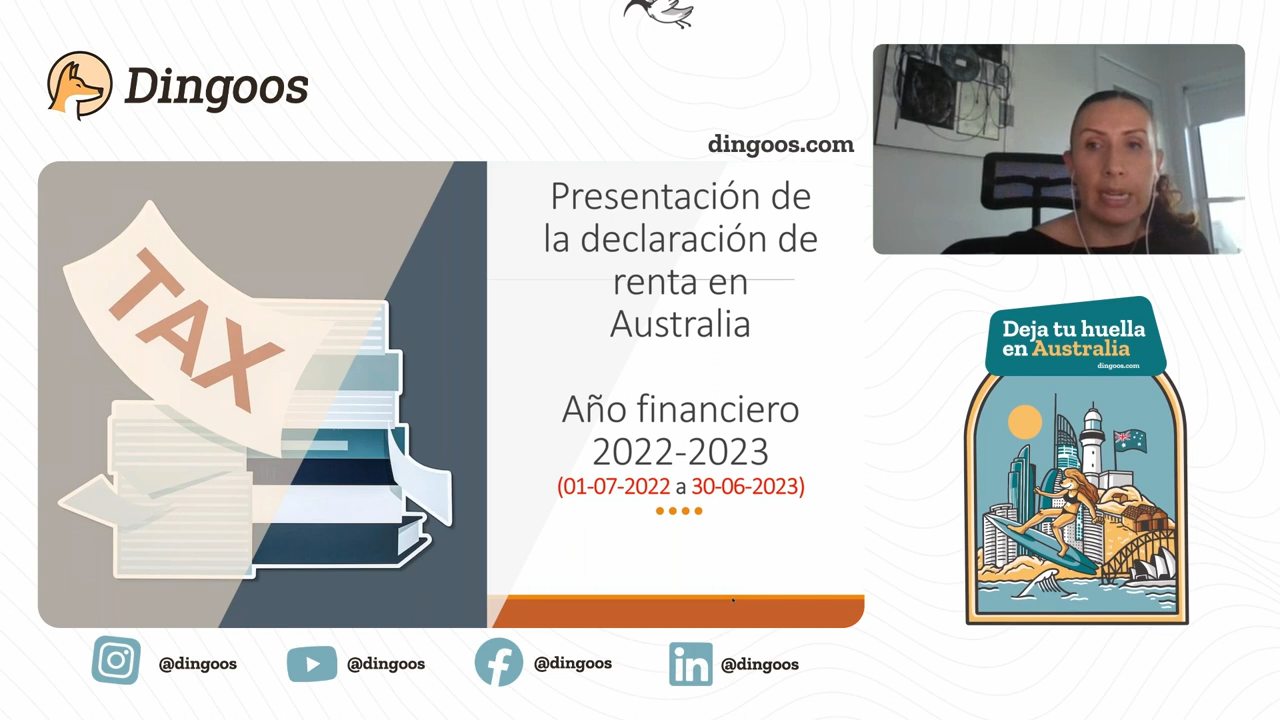 Dingoos
dingoos.com
TAX
Presentación de
la declaración de
renta en
Australia
Año financiero
2022-2023
(01-07-2022 a 30-06-2023)
Deja tu huella
en Australia
dingoos.com
@dingoos
@dingoos
@dingoos
in
@dingoos